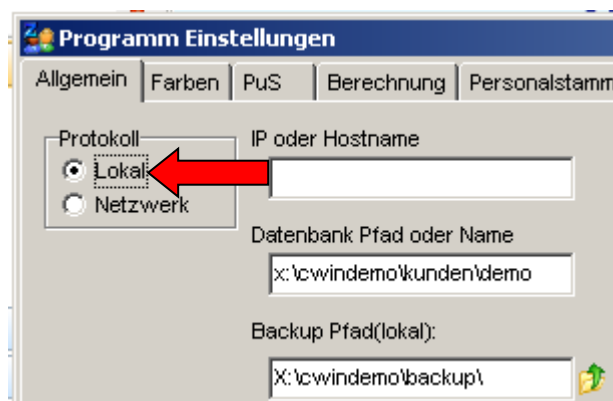 Programm Einstellungen
Allgemein Farben PuS Berechnung Personalstamm
Protokoll
Lokal
Netzwerk
IP oder Hostname
Datenbank Pfad oder Name
x:\cwindemo\kunden\demo
Backup Pfad(lokal):
X:\cwindemo\backup\